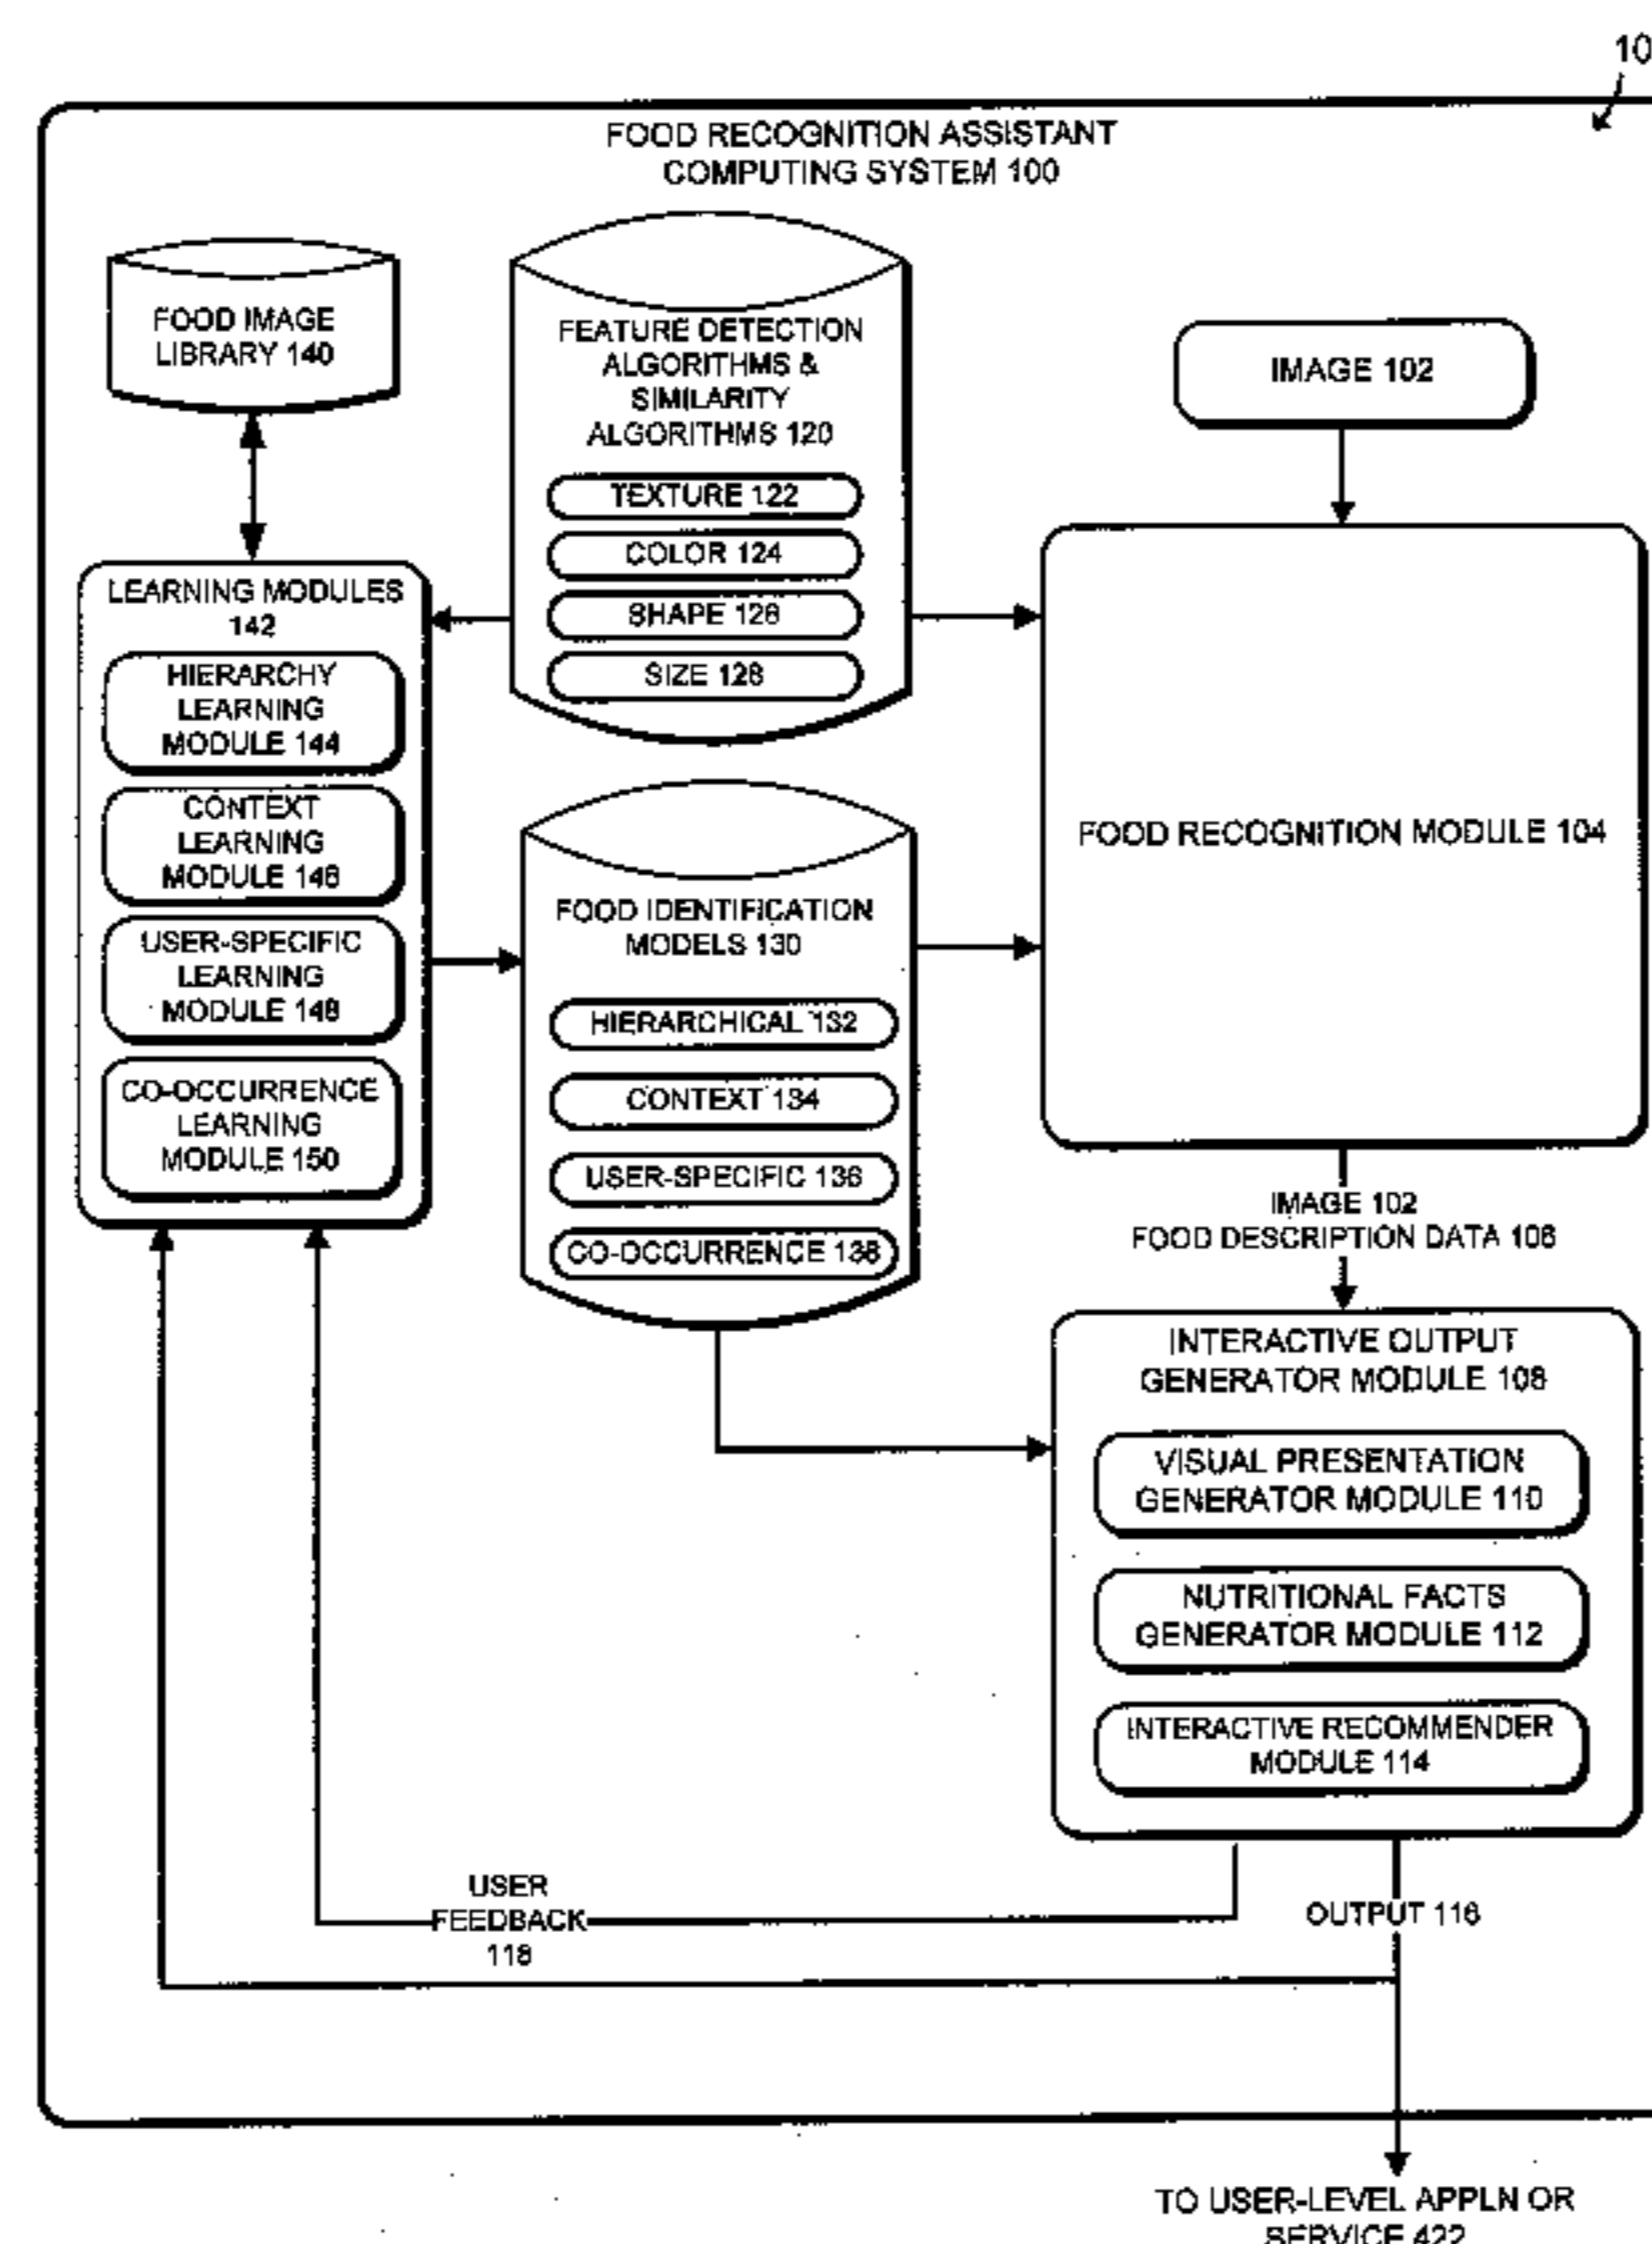 10
FOOD RECOGNITION ASSISTANT
COMPUTING SYSTEM 100
FOOD IMAGE
LIBRARY 140
FEATURE DETECTION
ALGORITHMS &
SIMILARITY
ALGORITHMS 120
TEXTURE 122
COLOR 124
SHAPE 126
SIZE 128
IMAGE 102
LEARNING MODULES
142
HIERARCHY
LEARNING
MODULE 144
CONTEXT
LEARNING
MODULE 146
USER-SPECIFIC
LEARNING
MODULE 148
CO-OCCURRENCE
LEARNING
MODULE 150
FOOD IDENTIFICATION
MODELS 130
HIERARCHICAL 132
CONTEXT 134
USER-SPECIFIC 136
CO-OCCURRENCE 138
FOOD RECOGNITION MODULE 104
IMAGE 102
FOOD DESCRIPTION DATA 106
INTERACTIVE OUTPUT
GENERATOR MODULE 108
VISUAL PRESENTATION
GENERATOR MODULE 110
NUTRITIONAL FACTS
GENERATOR MODULE 112
INTERACTIVE RECOMMENDER
MODULE 114
USER
FEEDBACK
118
OUTPUT 116
TO USER-LEVEL APPLN OR
SERVICE 422